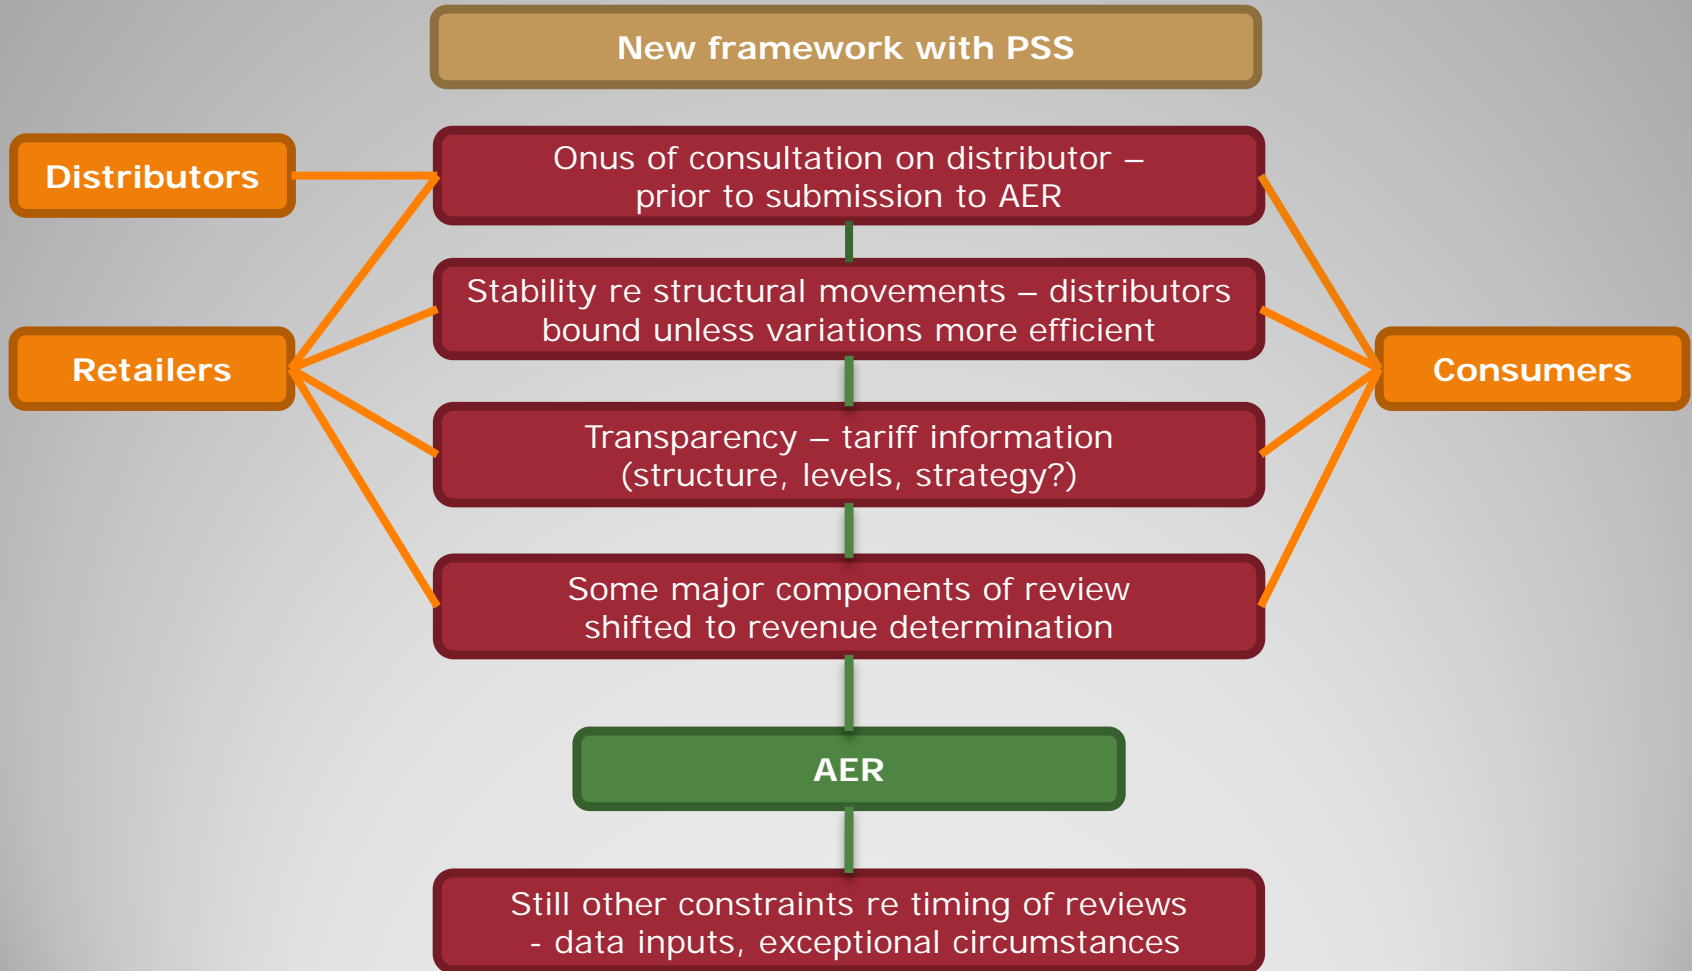 New framework with PSS
Distributors
Onus of consultation on distributor –
prior to submission to AER
Stability re structural movements – distributors
bound unless variations more efficient
Retailers
Consumers
Transparency – tariff information
(structure, levels, strategy?)
Some major components of review
shifted to revenue determination
AER
Still other constraints re timing of reviews
- data inputs, exceptional circumstances